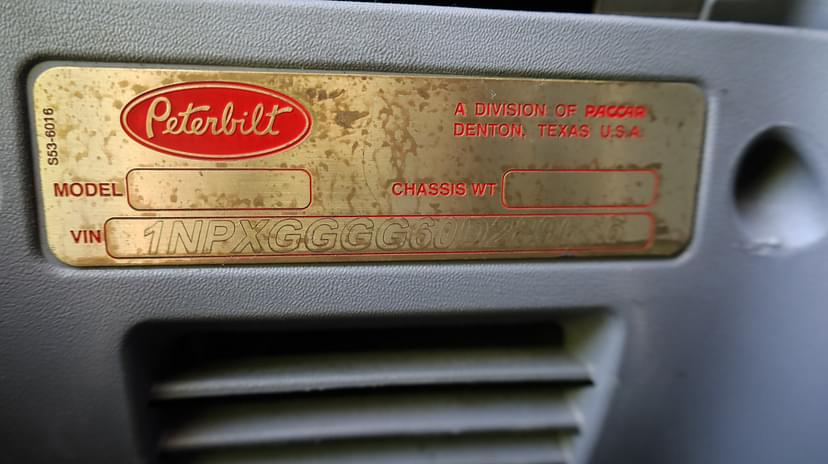 S53-6016
Peterbilt
A DIVISION OF PACCAR
DENTON, TEXAS U.S.A.
MODEL
CHASSIS WT
VIN